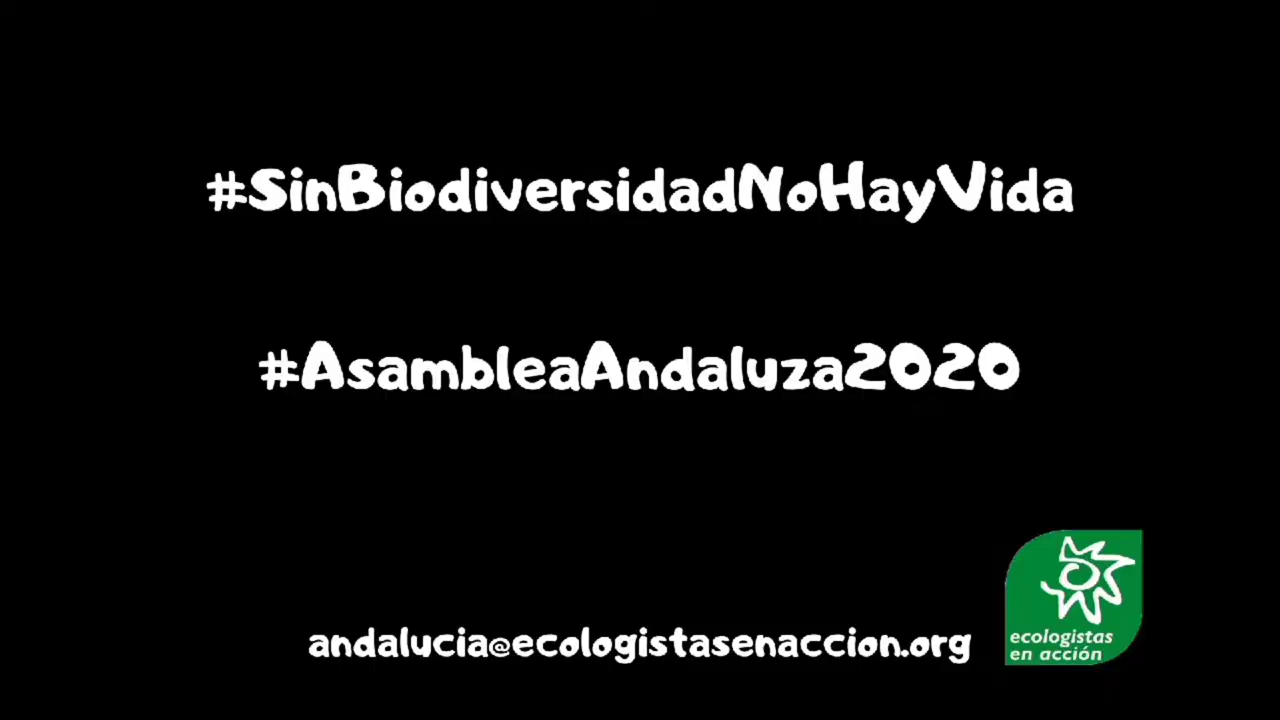 #SinBiodiversidadNoHayVida
#AsambleaAndaluza2020
andalucia@ecologistasenaccion.org
ecologistas
en acción